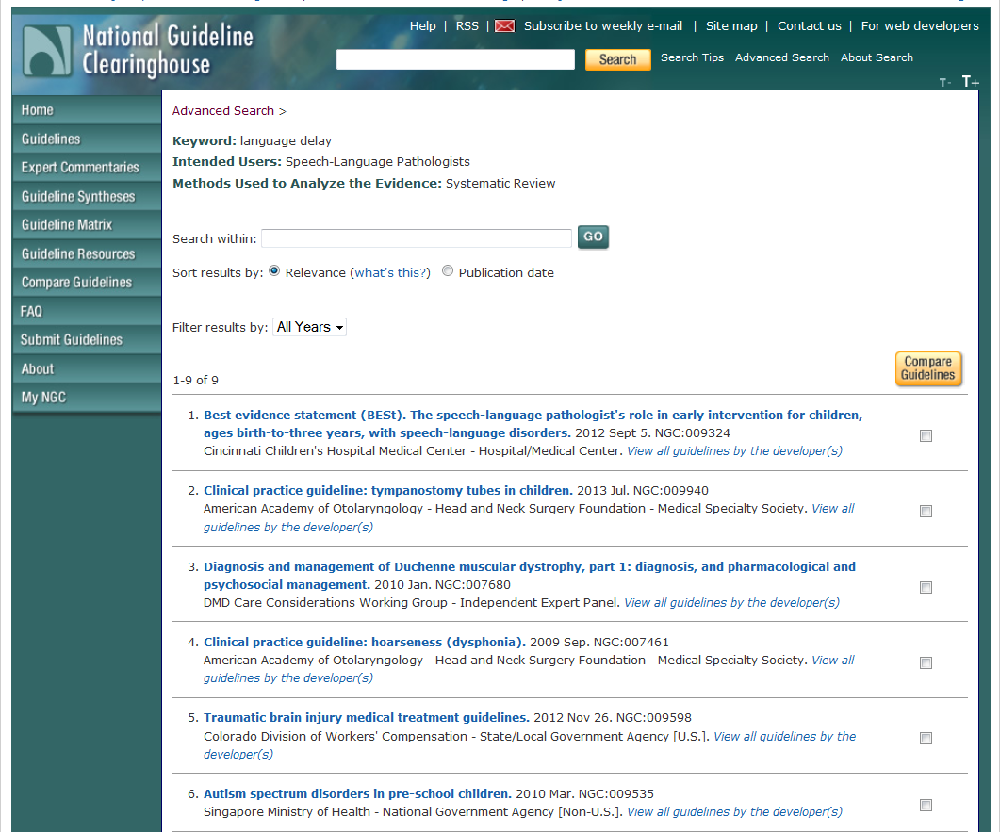 National Guideline
Clearinghouse
Help | RSS | Subscribe to weekly e-mail | Site map | Contact us | For web developers
Search Search Tips Advanced Search About Search
T- T+
Home
Guidelines
Expert Commentaries
Guideline Syntheses
Guideline Matrix
Guideline Resources
Compare Guidelines
FAQ
Submit Guidelines
About
My NGC
Advanced Search >
Keyword: language delay
Intended Users: Speech-Language Pathologists
Methods Used to Analyze the Evidence: Systematic Review
Search within: GO
Sort results by: Relevance (what's this?) Publication date
Filter results by: All Years
Compare
Guidelines
1-9 of 9
1. Best evidence statement (BESt). The speech-language pathologist's role in early intervention for children,
ages birth-to-three years, with speech-language disorders. 2012 Sept 5. NGC:009324
Cincinnati Children's Hospital Medical Center - Hospital/Medical Center. View all guidelines by the developer(s)
2. Clinical practice guideline: tympanostomy tubes in children. 2013 Jul. NGC:009940
American Academy of Otolaryngology - Head and Neck Surgery Foundation - Medical Specialty Society. View all
guidelines by the developer(s)
3. Diagnosis and management of Duchenne muscular dystrophy, part 1: diagnosis, and pharmacological and
psychosocial management. 2010 Jan. NGC:007680
DMD Care Considerations Working Group - Independent Expert Panel. View all guidelines by the developer(s)
4. Clinical practice guideline: hoarseness (dysphonia). 2009 Sep. NGC:007461
American Academy of Otolaryngology - Head and Neck Surgery Foundation - Medical Specialty Society. View all
guidelines by the developer(s)
5. Traumatic brain injury medical treatment guidelines. 2012 Nov 26. NGC:009598
Colorado Division of Workers' Compensation - State/Local Government Agency [U.S.]. View all guidelines by the
developer(s)
6. Autism spectrum disorders in pre-school children. 2010 Mar. NGC:009535
Singapore Ministry of Health - National Government Agency [Non-U.S.]. View all guidelines by the developer(s)